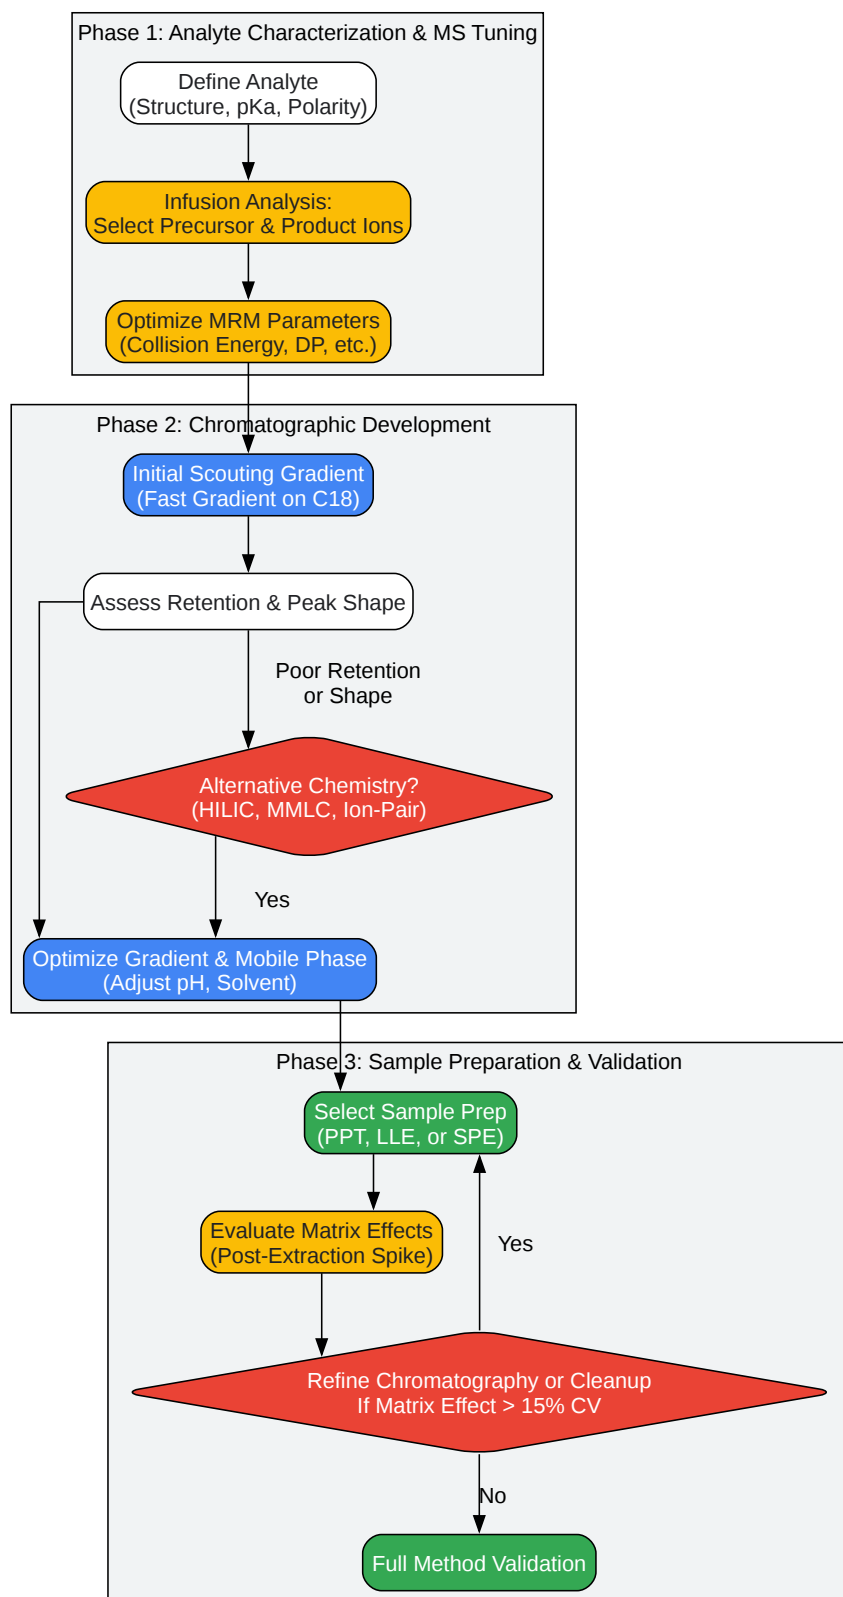 Phase 1: Analyte Characterization & MS Tuning
Define Analyte
(Structure, pKa, Polarity)
Infusion Analysis:
Select Precursor & Product Ions
Optimize MRM Parameters
(Collision Energy, DP, etc.)
Phase 2: Chromatographic Development
Initial Scouting Gradient
(Fast Gradient on C18)
Assess Retention & Peak Shape
Poor Retention
or Shape
Alternative Chemistry?
(HILIC, MMLC, Ion-Pair)
Yes
Optimize Gradient & Mobile Phase
(Adjust pH, Solvent)
Phase 3: Sample Preparation & Validation
Select Sample Prep
(PPT, LLE, or SPE)
Evaluate Matrix Effects
(Post-Extraction Spike)
Yes
Refine Chromatography or Cleanup
If Matrix Effect > 15% CV
No
Full Method Validation